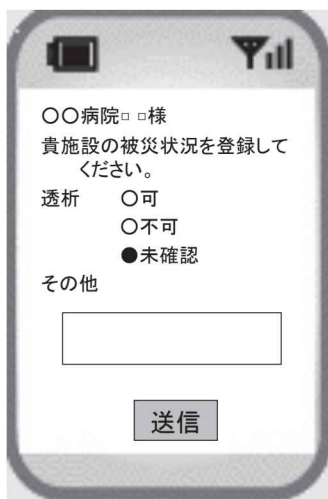 〇〇病院□ □様
貴施設の被災状況を登録して
ください。
透析 〇可
〇不可
●未確認
その他
送信